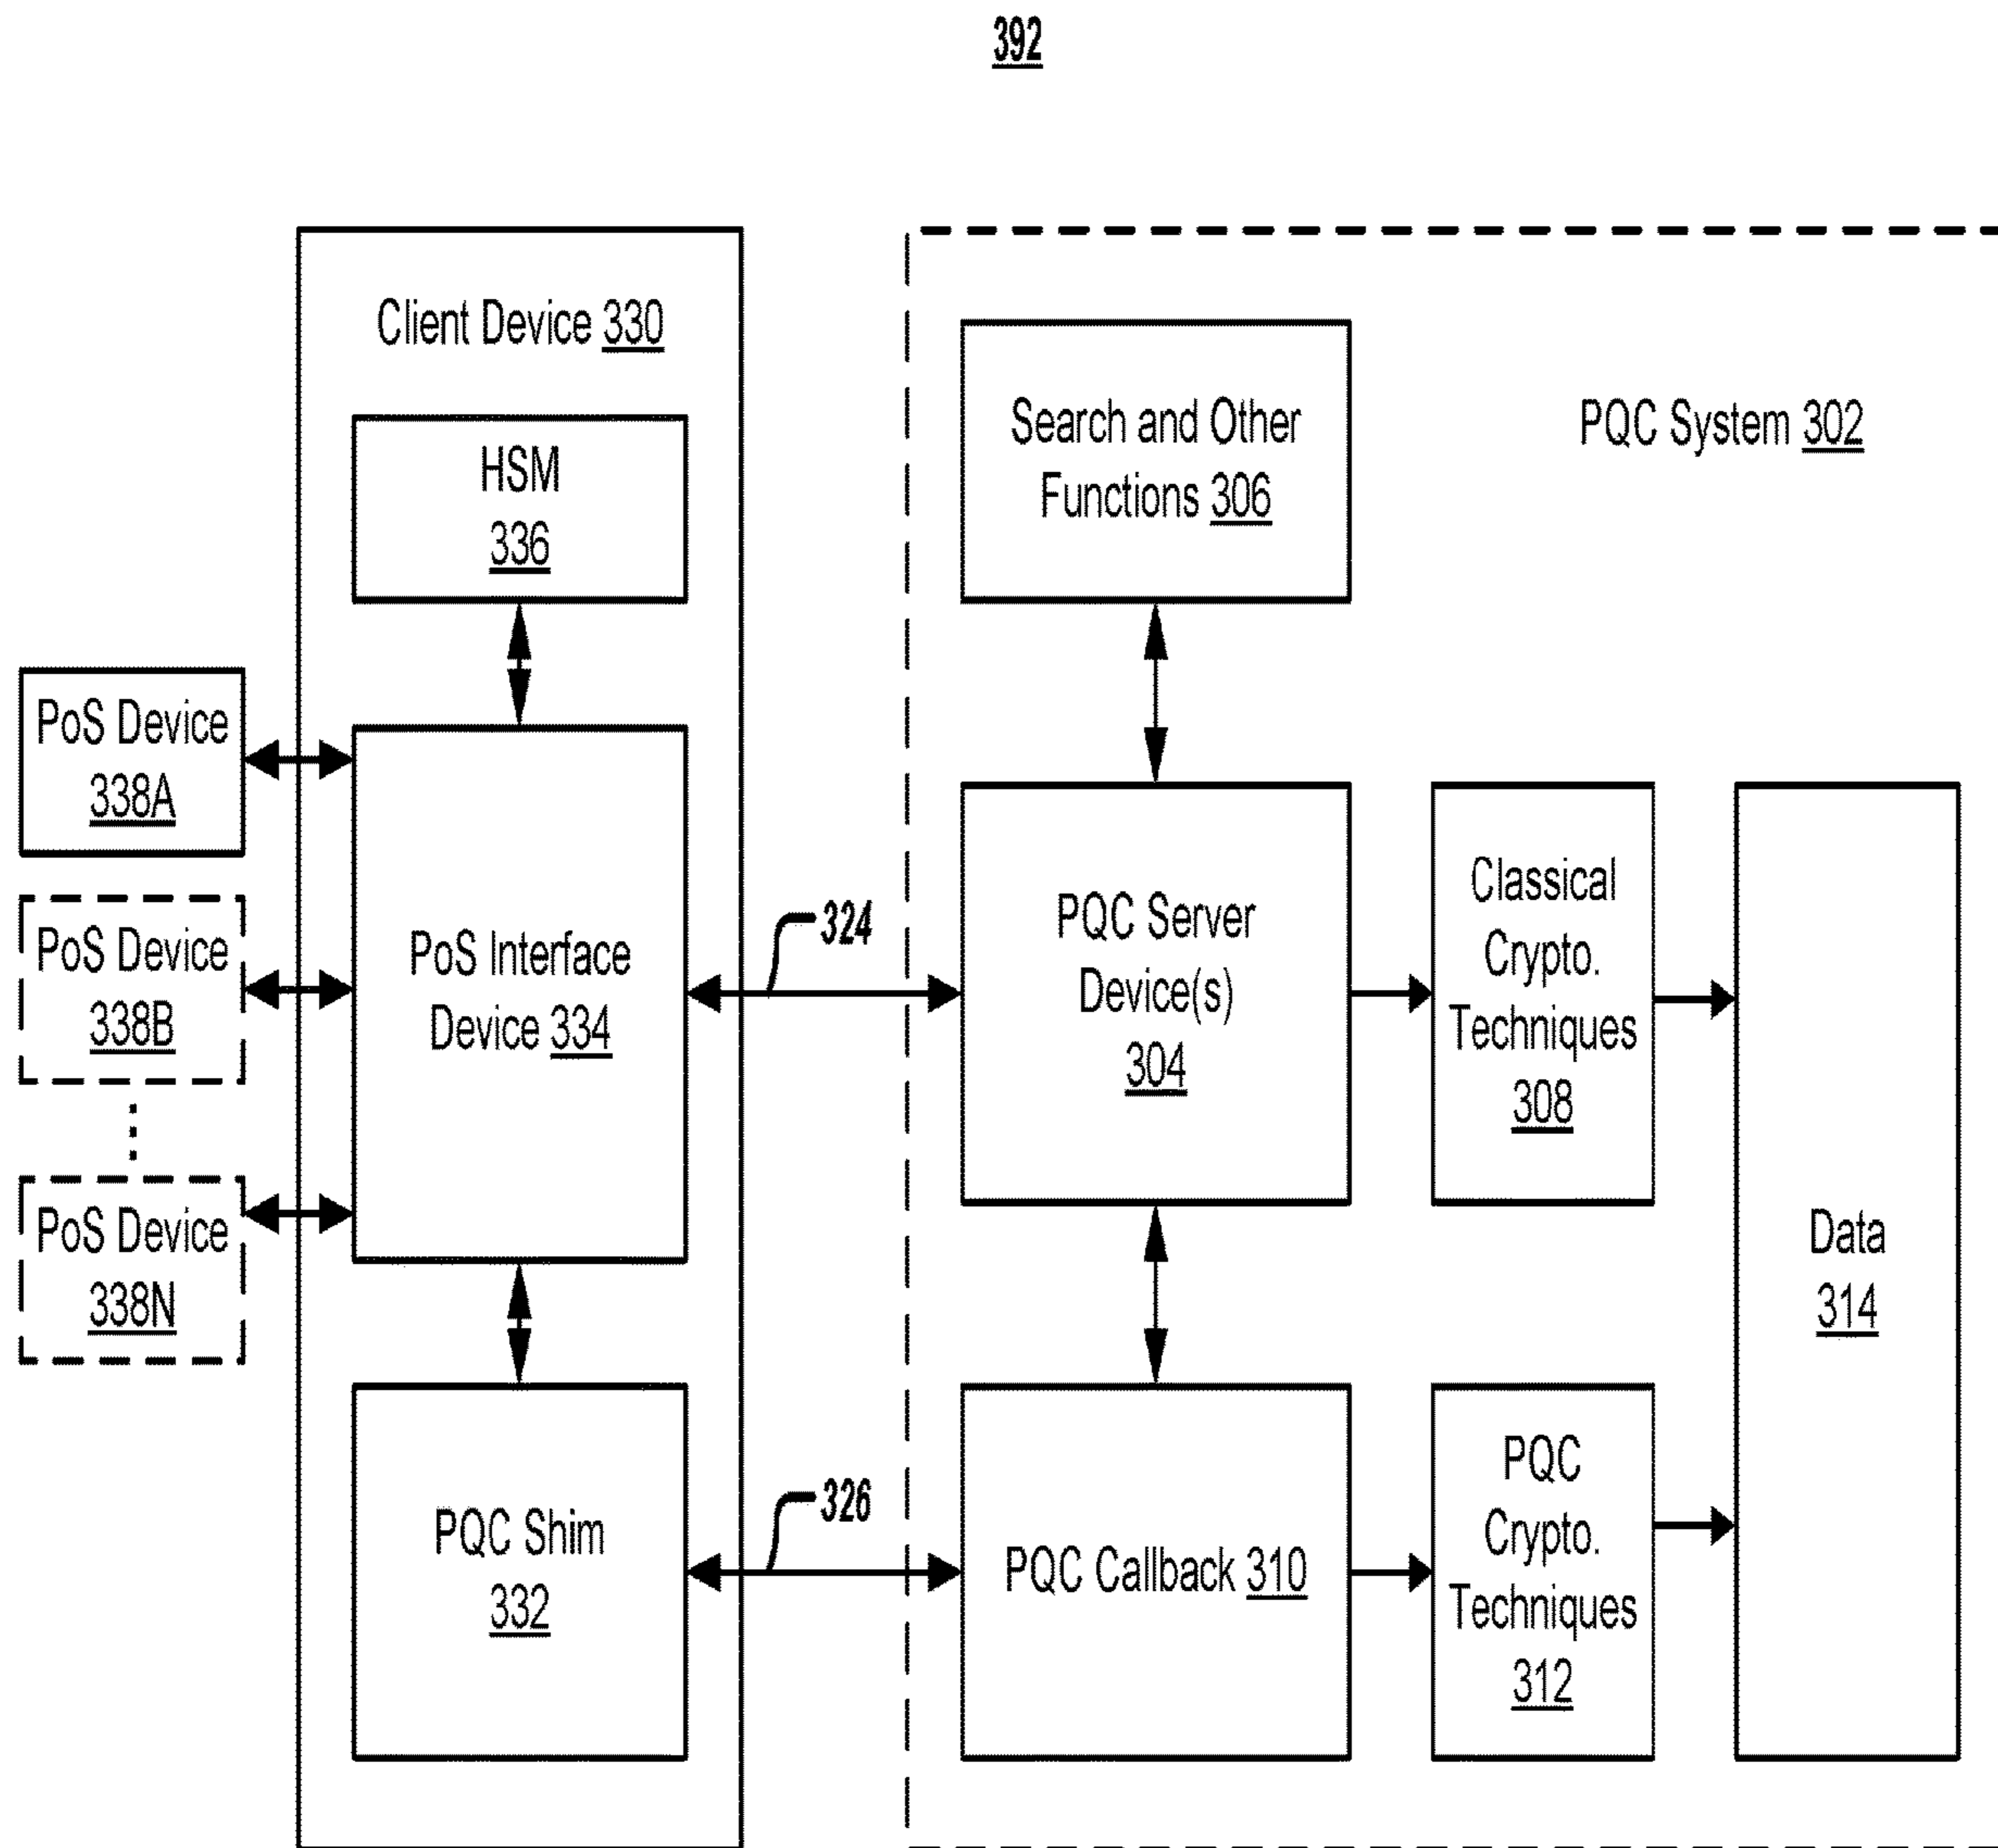 392
Client Device 330
HSM
336
PoS Device
338A
PoS Device
338B
PoS Device
338N
PoS Interface
Device 334
PQC Shim
332
324
326
PQC System 302
Search and Other
Functions 306
PQC Server
Device(s)
304
Classical
Crypto.
Techniques
308
PQC Callback 310
PQC
Crypto.
Techniques
312
Data
314